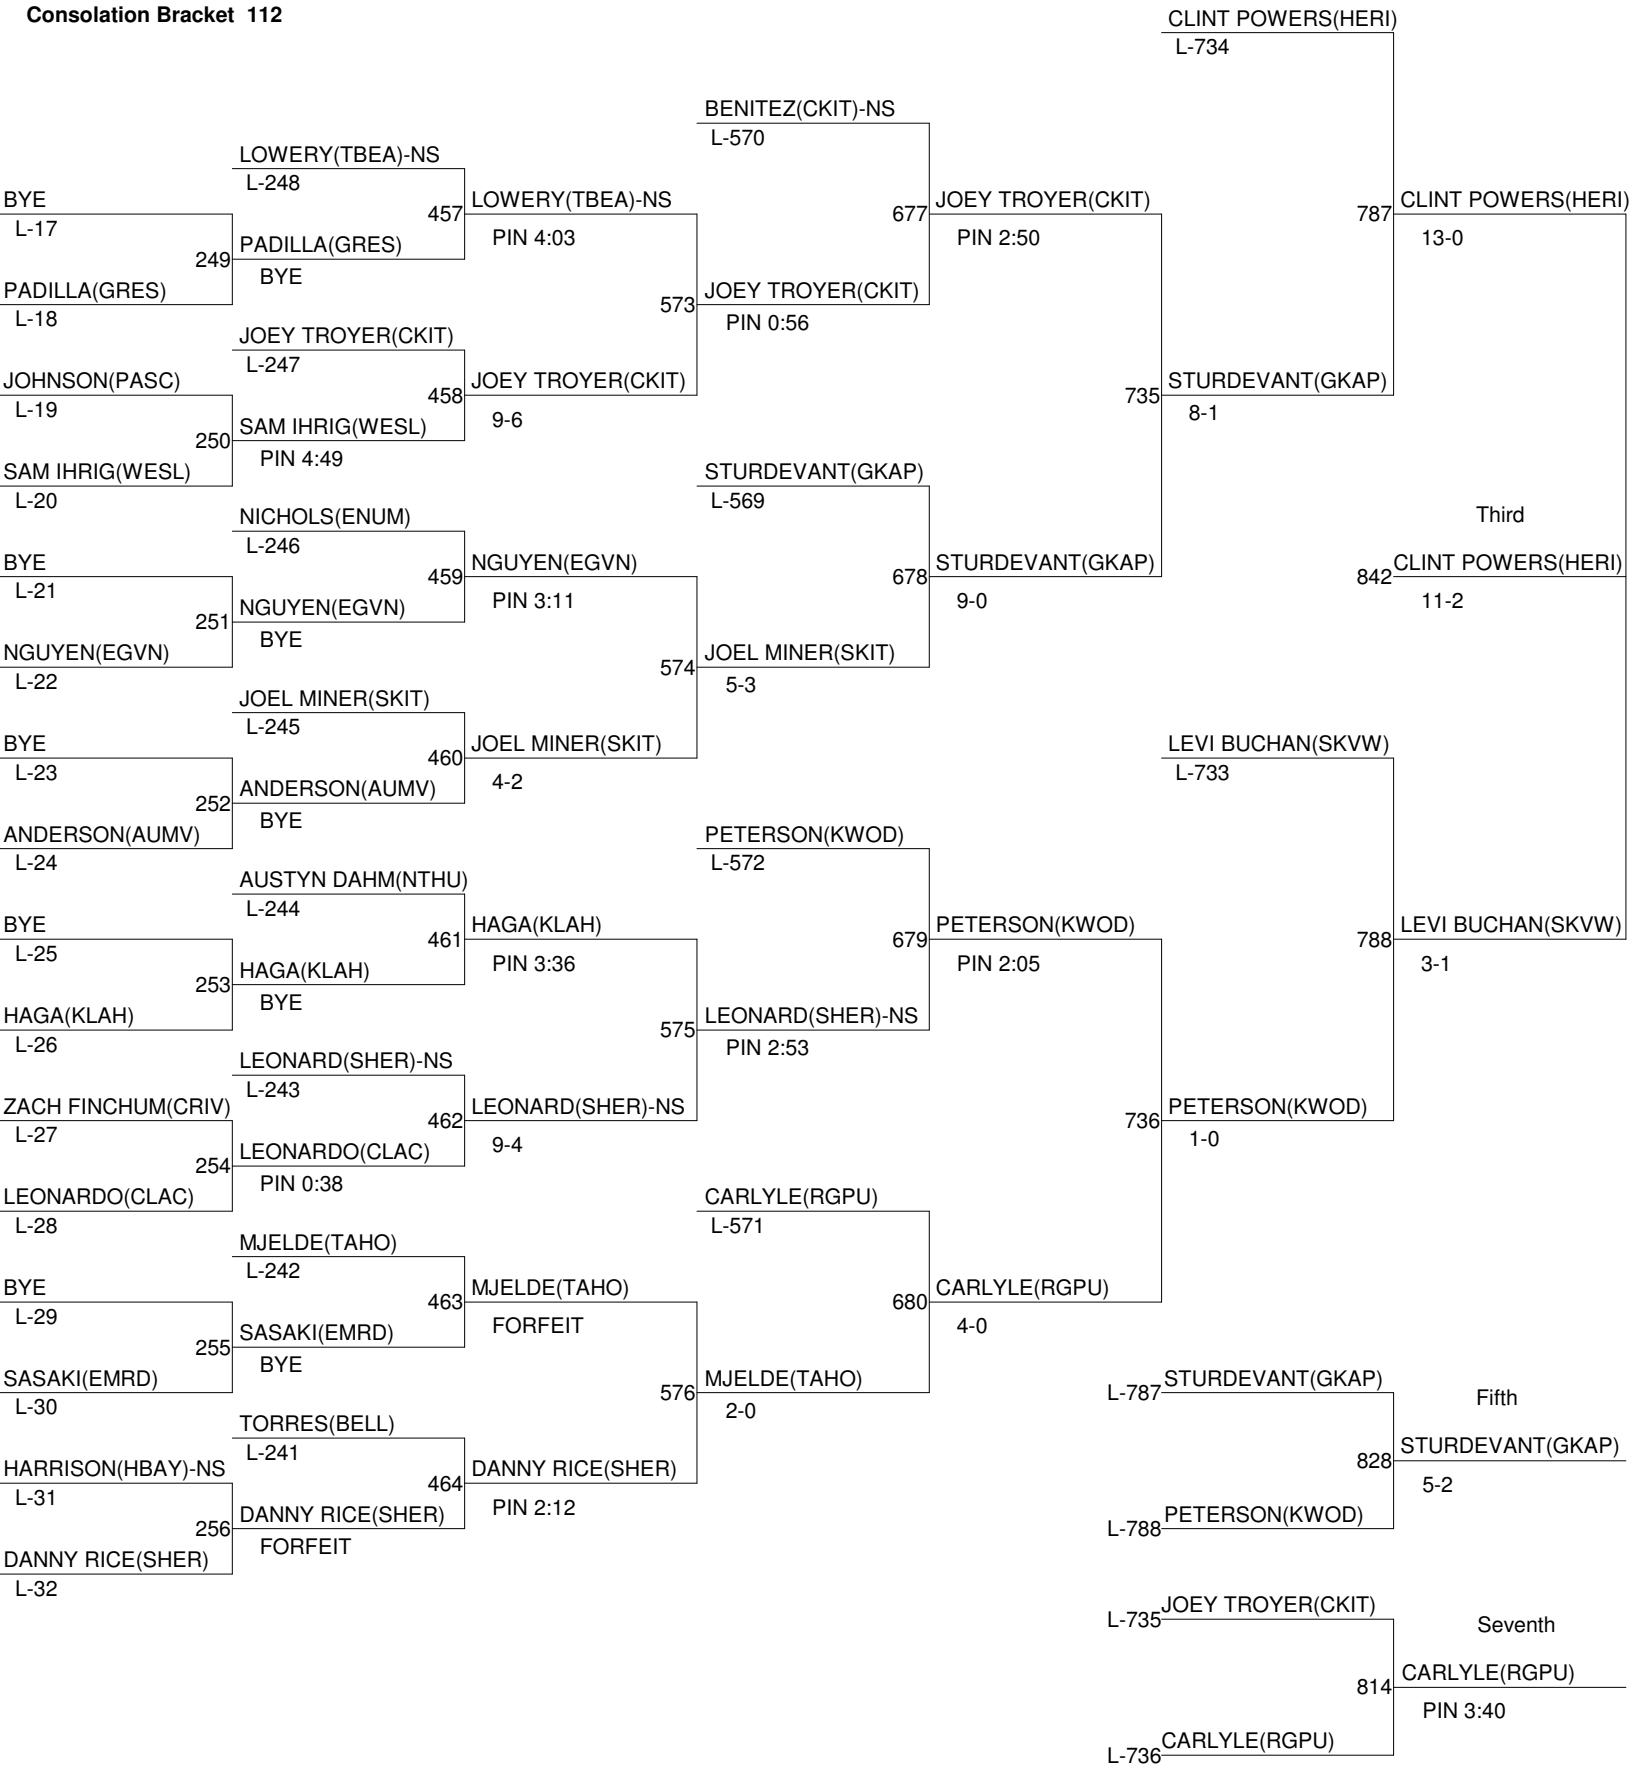 Consolation Bracket 112
BYE
L-17
PADILLA(GRES)
L-18
JOHNSON(PASC)
L-19
SAM IHRIG(WESL)
L-20
BYE
L-21
NGUYEN(EGVN)
L-22
BYE
L-23
ANDERSON(AUMV)
L-24
BYE
L-25
HAGA(KLAH)
L-26
ZACH FINCHUM(CRIV)
L-27
LEONARDO(CLAC)
L-28
BYE
L-29
SASAKI(EMRD)
L-30
HARRISON(HBAY)-NS
L-31
DANNY RICE(SHER)
L-32
LOWERY(TBEA)-NS
L-248
249
PADILLA(GRES)
BYE
JOEY TROYER(CKIT)
L-247
250
SAM IHRIG(WESL)
PIN 4:49
NICHOLS(ENUM)
L-246
251
NGUYEN(EGVN)
BYE
JOEL MINER(SKIT)
L-245
252
ANDERSON(AUMV)
BYE
AUSTYN DAHM(NTHU)
L-244
253
HAGA(KLAH)
BYE
LEONARD(SHER)-NS
L-243
254
LEONARDO(CLAC)
PIN 0:38
MJELDE(TAHO)
L-242
255
SASAKI(EMRD)
BYE
TORRES(BELL)
L-241
256
DANNY RICE(SHER)
FORFEIT
457
LOWERY(TBEA)-NS
PIN 4:03
458
JOEY TROYER(CKIT)
9-6
459
NGUYEN(EGVN)
PIN 3:11
460
JOEL MINER(SKIT)
4-2
461
HAGA(KLAH)
PIN 3:36
462
LEONARD(SHER)-NS
9-4
463
MJELDE(TAHO)
FORFEIT
464
DANNY RICE(SHER)
PIN 2:12
BENITEZ(CKIT)-NS
L-570
573
JOEY TROYER(CKIT)
PIN 0:56
STURDEVANT(GKAP)
L-569
574
JOEL MINER(SKIT)
5-3
PETERSON(KWOD)
L-572
575
LEONARD(SHER)-NS
PIN 2:53
CARLYLE(RGPU)
L-571
576
MJELDE(TAHO)
2-0
677
JOEY TROYER(CKIT)
PIN 2:50
678
STURDEVANT(GKAP)
9-0
679
PETERSON(KWOD)
PIN 2:05
680
CARLYLE(RGPU)
4-0
CLINT POWERS(HERI)
L-734
735
STURDEVANT(GKAP)
8-1
LEVI BUCHAN(SKVW)
L-733
736
PETERSON(KWOD)
1-0
787
CLINT POWERS(HERI)
13-0
Third
842
CLINT POWERS(HERI)
11-2
788
LEVI BUCHAN(SKVW)
3-1
L-787
STURDEVANT(GKAP)
Fifth
828
STURDEVANT(GKAP)
5-2
L-788
PETERSON(KWOD)
L-735
JOEY TROYER(CKIT)
Seventh
814
CARLYLE(RGPU)
PIN 3:40
L-736
CARLYLE(RGPU)